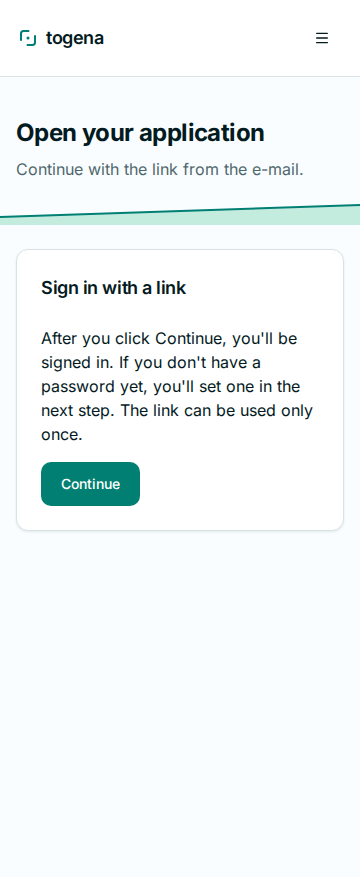 togena
Open your application
Continue with the link from the e-mail.
Sign in with a link
After you click Continue, you'll be
signed in. If you don't have a
password yet, you'll set one in the
next step. The link can be used only
once.
Continue